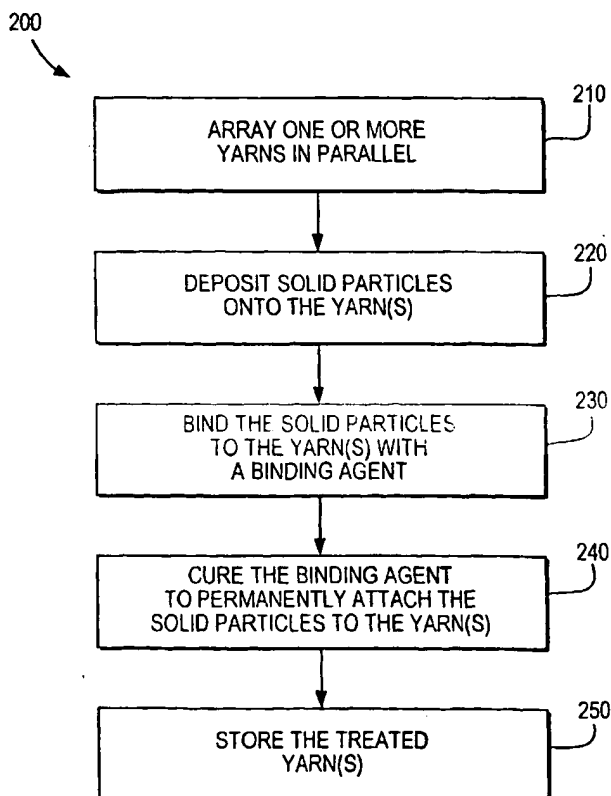 200
210
ARRAY ONE OR MORE
YARNS IN PARALLEL
220
DEPOSIT SOLID PARTICLES
ONTO THE YARN(S)
230
BIND THE SOLID PARTICLES
TO THE YARN(S) WITH
A BINDING AGENT
240
CURE THE BINDING AGENT
TO PERMANENTLY ATTACH THE
SOLID PARTICLES TO THE YARN(S)
250
STORE THE TREATED
YARN(S)